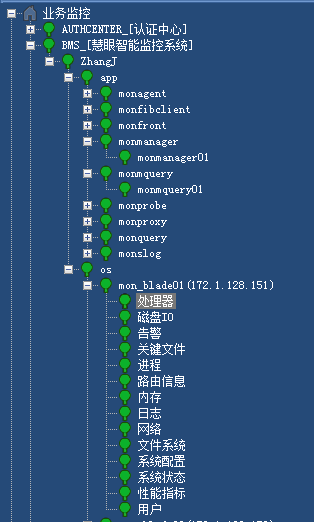 业务监控
AUTHCENTER_[认证中心]
BMS_[慧眼智能监控系统]
ZhangJ
app
monagent
monfibclient
monfront
monmanager
monmanager01
monmquery
monmquery01
monprobe
monproxy
monquery
monslog
os
mon_blade01(172.1.128.151)
处理器
磁盘IO
告警
关键文件
进程
路由信息
内存
日志
网络
文件系统
系统配置
系统状态
性能指标
用户